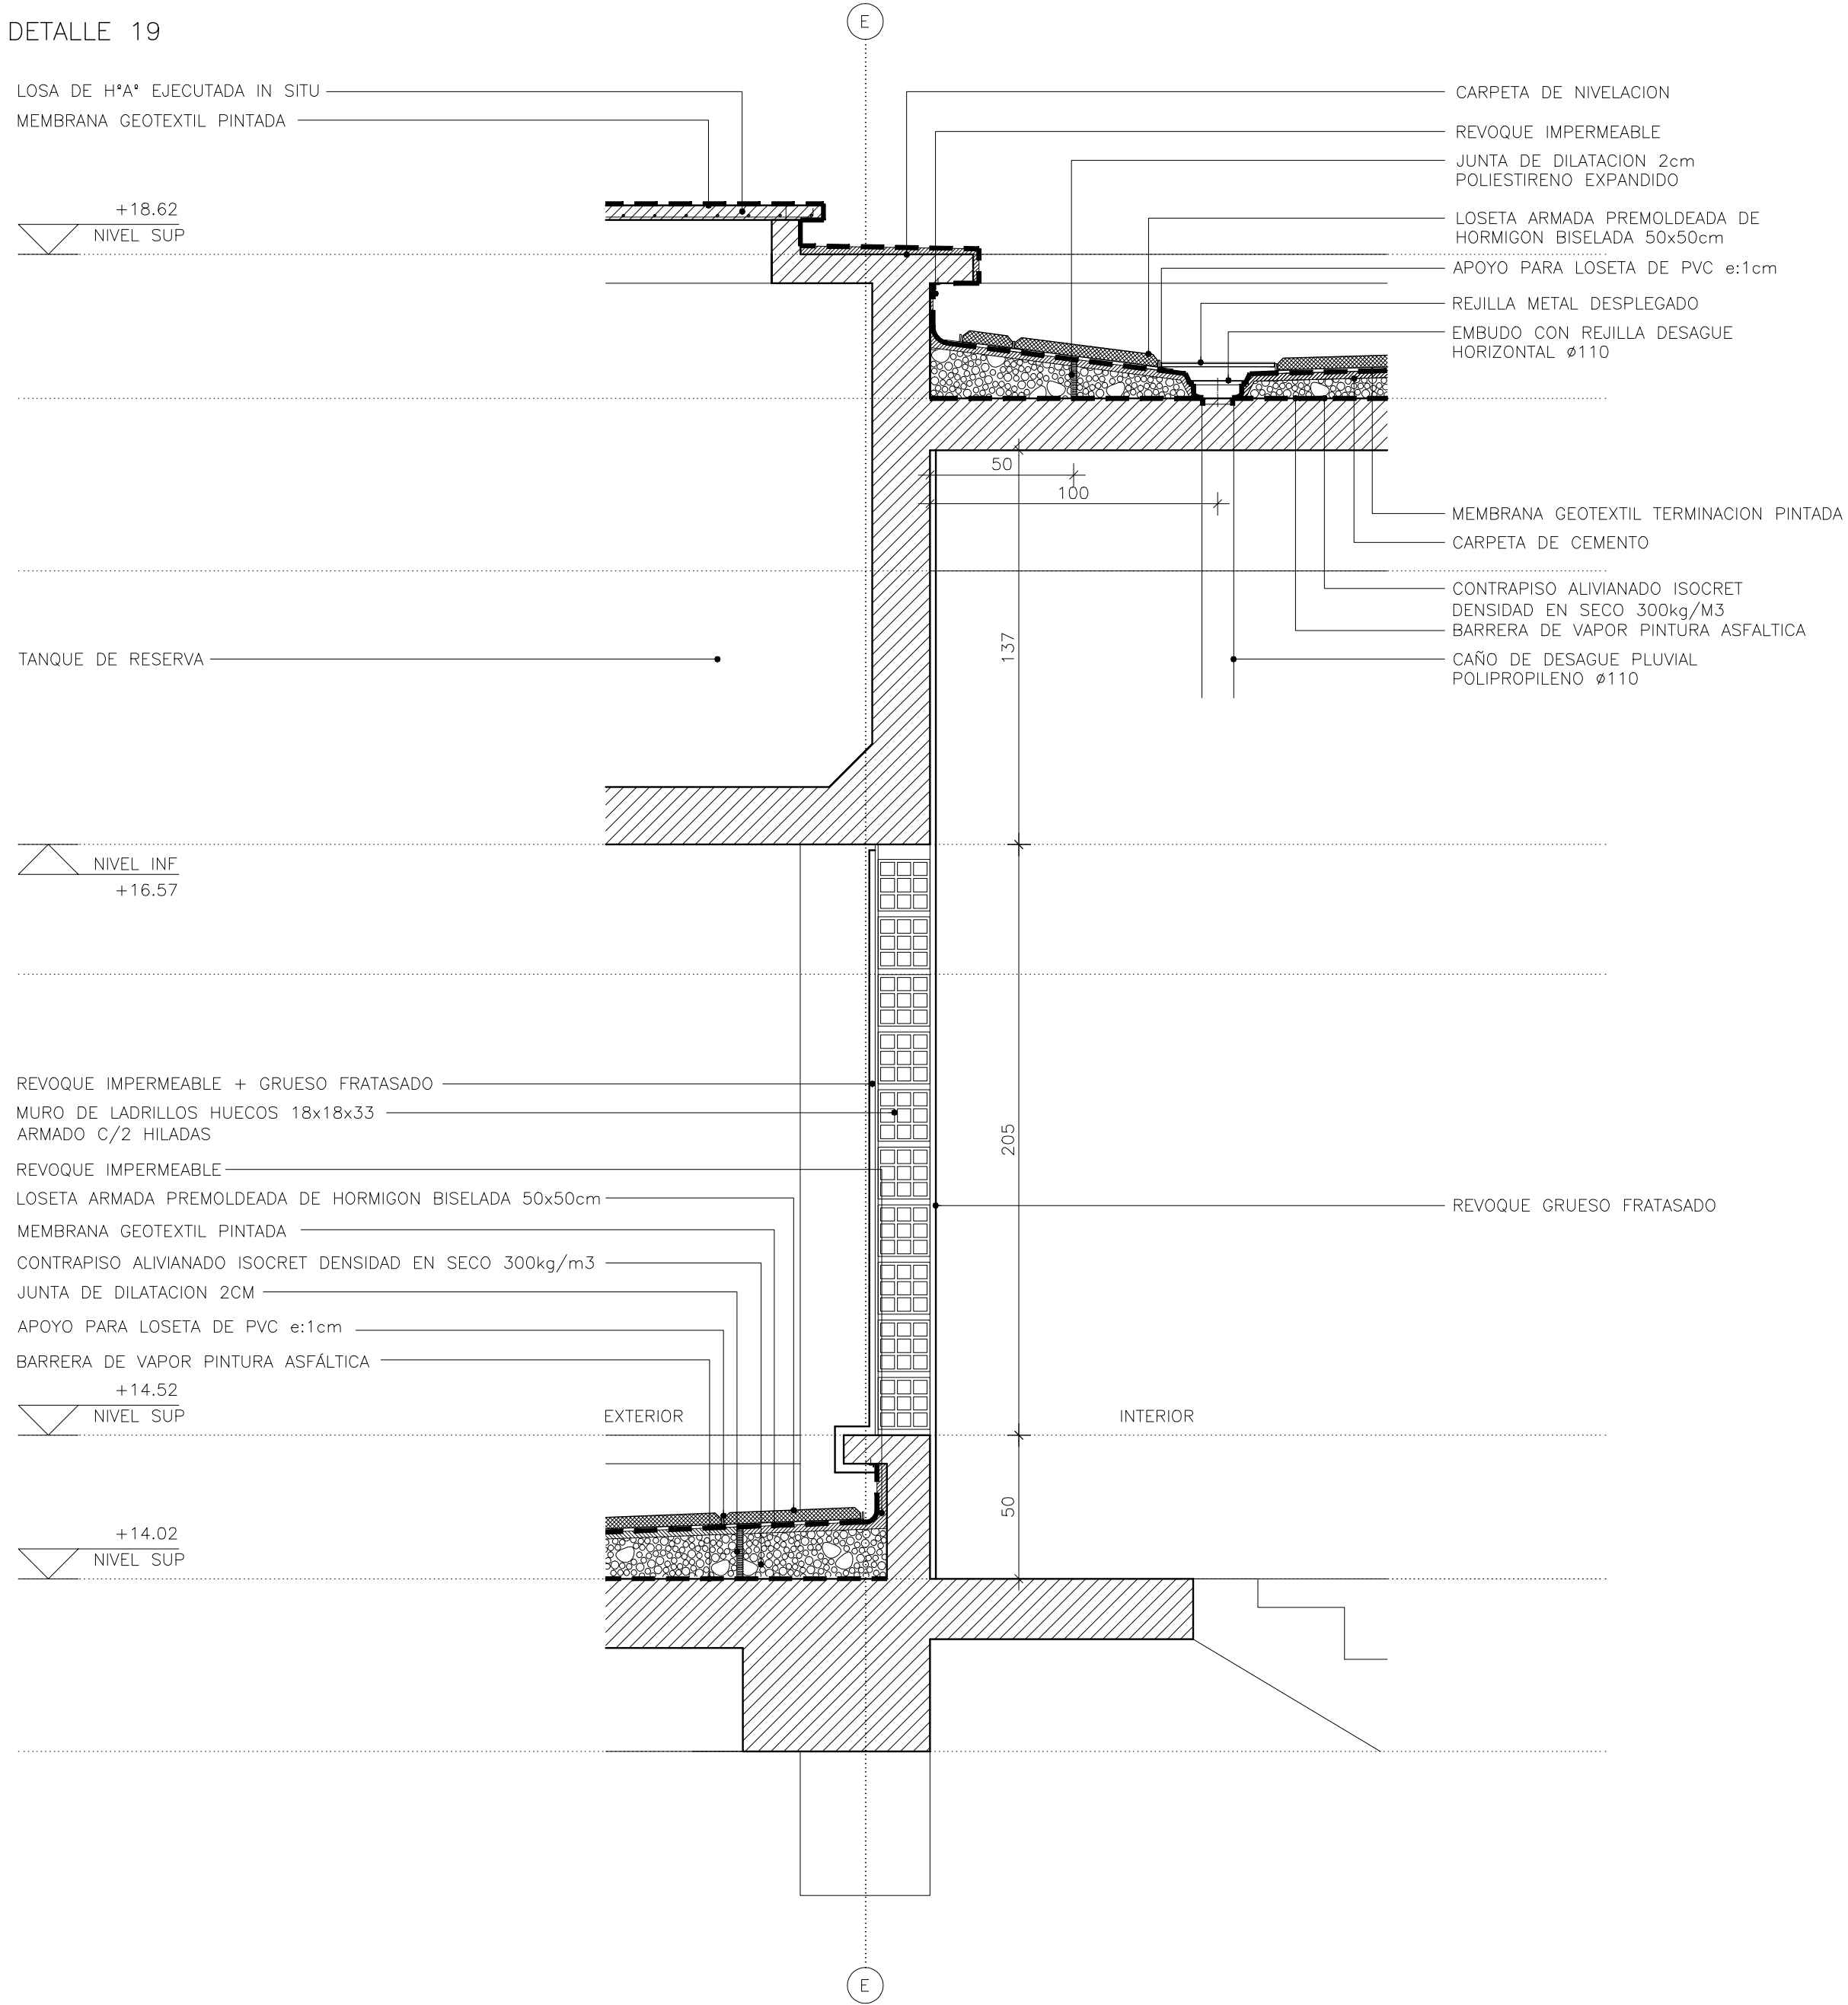 E
DETALLE 19
LOSA DE HªAª EJECUTADA IN SITU
MEMBRANA GEOTEXTIL PINTADA
+18.62
NIVEL SUP
TANQUE DE RESERVA
NIVEL INF
+16.57
REVOQUE IMPERMEABLE + GRUESO FRATASADO
MURO DE LADRILLOS HUECOS 18x18x33
ARMADO C/2 HILADAS
REVOQUE IMPERMEABLE
LOSETA ARMADA PREMOLDEADA DE HORMIGON BISELADA 50x50cm
MEMBRANA GEOTEXTIL PINTADA
CONTRAPISO ALIVIANADO ISOCRET DENSIDAD EN SECO 300kg/m3
JUNTA DE DILATACION 2CM
APOYO PARA LOSETA DE PVC e:1cm
BARRERA DE VAPOR PINTURA ASFÁLTICA
+14.52
NIVEL SUP
+14.02
NIVEL SUP
EXTERIOR
INTERIOR
50
100
137
205
50
CARPETA DE NIVELACION
REVOQUE IMPERMEABLE
JUNTA DE DILATACION 2cm
POLIESTIRENO EXPANDIDO
LOSETA ARMADA PREMOLDEADA DE
HORMIGON BISELADA 50x50cm
APOYO PARA LOSETA DE PVC e:1cm
REJILLA METAL DESPLEGADO
EMBUDO CON REJILLA DESAGUE
HORIZONTAL ø110
MEMBRANA GEOTEXTIL TERMINACION PINTADA
CARPETA DE CEMENTO
CONTRAPISO ALIVIANADO ISOCRET
DENSIDAD EN SECO 300kg/M3
BARRERA DE VAPOR PINTURA ASFALTICA
CAÑO DE DESAGUE PLUVIAL
POLIPROPILENO ø110
REVOQUE GRUESO FRATASADO
E